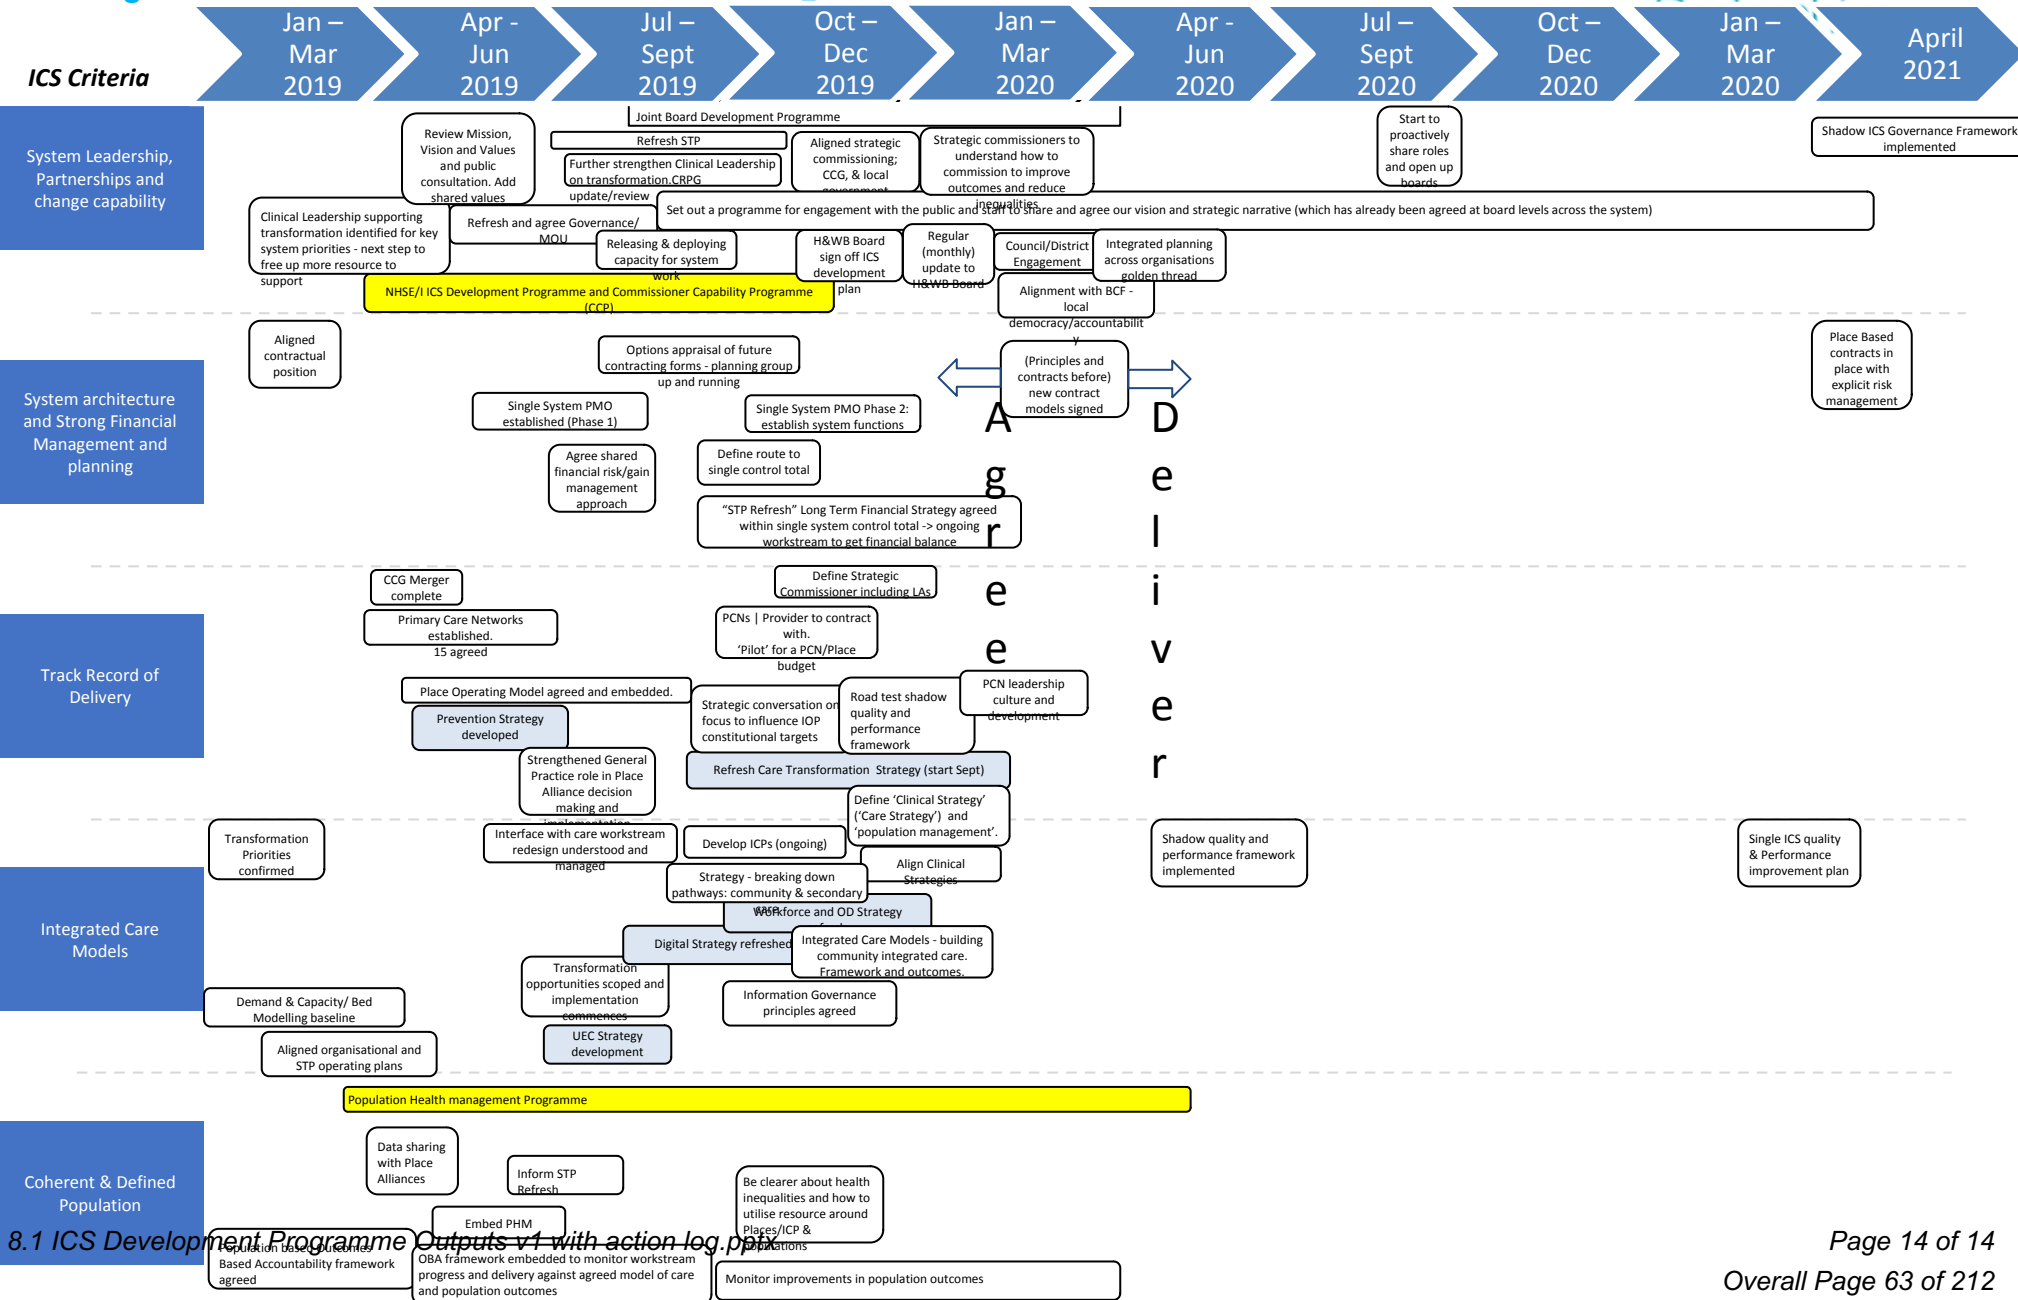 Jan –
Mar
2019
Apr -
Jun
2019
Jul –
Sept
2019
Oct –
Dec
2019
Jan –
Mar
2020
Apr -
Jun
2020
Jul –
Sept
2020
Oct –
Dec
2020
Jan –
Mar
2020
April
2021
ICS Criteria
System Leadership,
Partnerships and
change capability
Joint Board Development Programme
Review Mission,
Vision and Values
and public
consultation. Add
shared values
Refresh STP
Further strengthen Clinical Leadership
on transformation.CRPG
update/review
Aligned strategic
commissioning;
CCG, & local
government
Strategic commissioners to
understand how to
commission to improve
outcomes and reduce
inequalities
Start to
proactively
share roles
and open up
boards
Shadow ICS Governance Framework
implemented
Clinical Leadership supporting
transformation identified for key
system priorities - next step to
free up more resource to
support
Refresh and agree Governance/
MOU
Set out a programme for engagement with the public and staff to share and agree our vision and strategic narrative (which has already been agreed at board levels across the system)
Releasing & deploying
capacity for system
work
H&WB Board
sign off ICS
development
plan
Regular
(monthly)
update to
H&WB Board
Council/District
Engagement
Integrated planning
across organisations
golden thread
NHSE/I ICS Development Programme and Commissioner Capability Programme
(CCP)
Alignment with BCF -
local
democracy/accountabilit
y
System architecture
and Strong Financial
Management and
planning
Aligned
contractual
position
Options appraisal of future
contracting forms - planning group
up and running
(Principles and
contracts before)
new contract
models signed
Place Based
contracts in
place with
explicit risk
management
Single System PMO
established (Phase 1)
Single System PMO Phase 2:
establish system functions
Agree shared
financial risk/gain
management
approach
Define route to
single control total
“STP Refresh” Long Term Financial Strategy agreed
within single system control total -> ongoing
workstream to get financial balance
A
g
r
e
e
D
e
l
i
v
e
r
Track Record of
Delivery
CCG Merger
complete
Define Strategic
Commissioner including LAs
Primary Care Networks
established.
15 agreed
PCNs | Provider to contract
with.
‘Pilot’ for a PCN/Place
budget
Place Operating Model agreed and embedded.
Prevention Strategy
developed
Strategic conversation on
focus to influence IOP
constitutional targets
Road test shadow
quality and
performance
framework
PCN leadership
culture and
development
Strengthened General
Practice role in Place
Alliance decision
making and
implementation
Refresh Care Transformation Strategy (start Sept)
Define ‘Clinical Strategy’
(‘Care Strategy’) and
‘population management’.
Integrated Care
Models
Transformation
Priorities
confirmed
Interface with care workstream
redesign understood and
managed
Develop ICPs (ongoing)
Align Clinical
Strategies
Shadow quality and
performance framework
implemented
Single ICS quality
& Performance
improvement plan
Strategy - breaking down
pathways: community & secondary
care
Workforce and OD Strategy
Digital Strategy refreshed
Integrated Care Models - building
community integrated care.
Framework and outcomes.
Transformation
opportunities scoped and
implementation
commences
Information Governance
principles agreed
Demand & Capacity/ Bed
Modelling baseline
UEC Strategy
development
Aligned organisational and
STP operating plans
Coherent & Defined
Population
Population Health management Programme
Data sharing
with Place
Alliances
Inform STP
Refresh
Be clearer about health
inequalities and how to
utilise resource around
Places/ICP &
populations
Embed PHM
Population based Outcomes
Based Accountability framework
agreed
OBA framework embedded to monitor workstream
progress and delivery against agreed model of care
and population outcomes
Monitor improvements in population outcomes
8.1 ICS Development Programme Outputs v1 with action log.pptx
Page 14 of 14
Overall Page 63 of 212